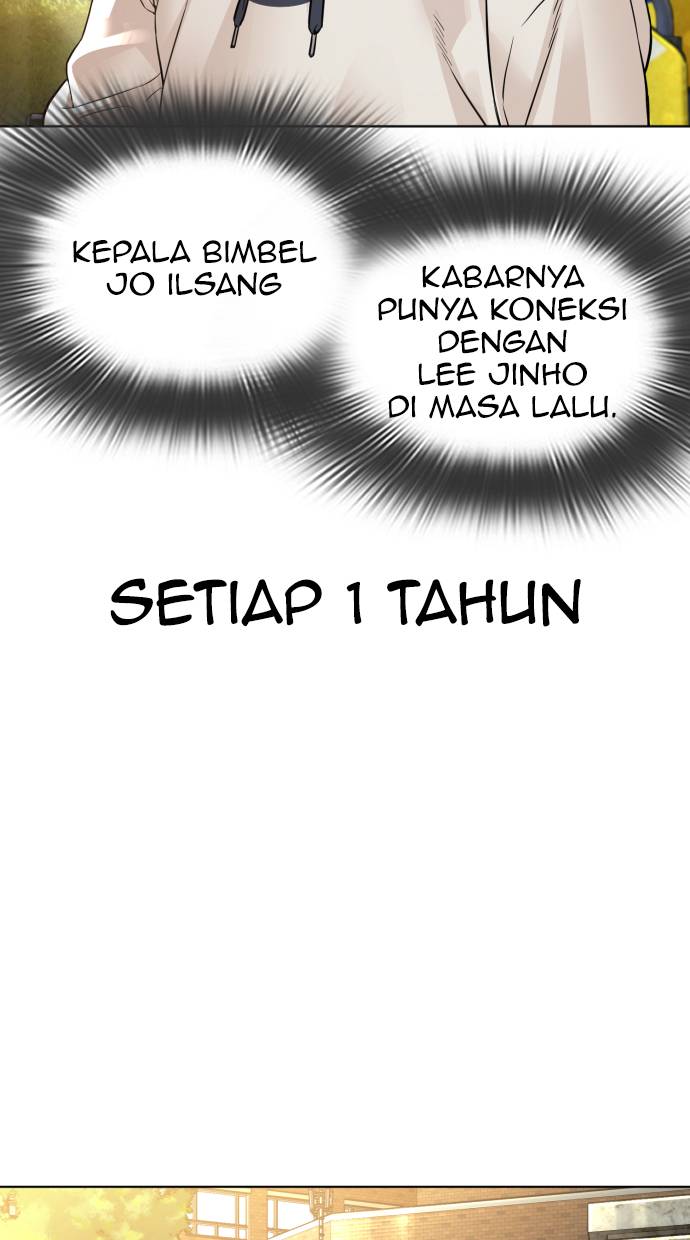 KEPALA BIMBEL
JO ILSANG
KABARNYA
PUNYA KONEKSI
DENGAN
LEE JINHO
DI MASA LALU.
SETIAP 1 TAHUN